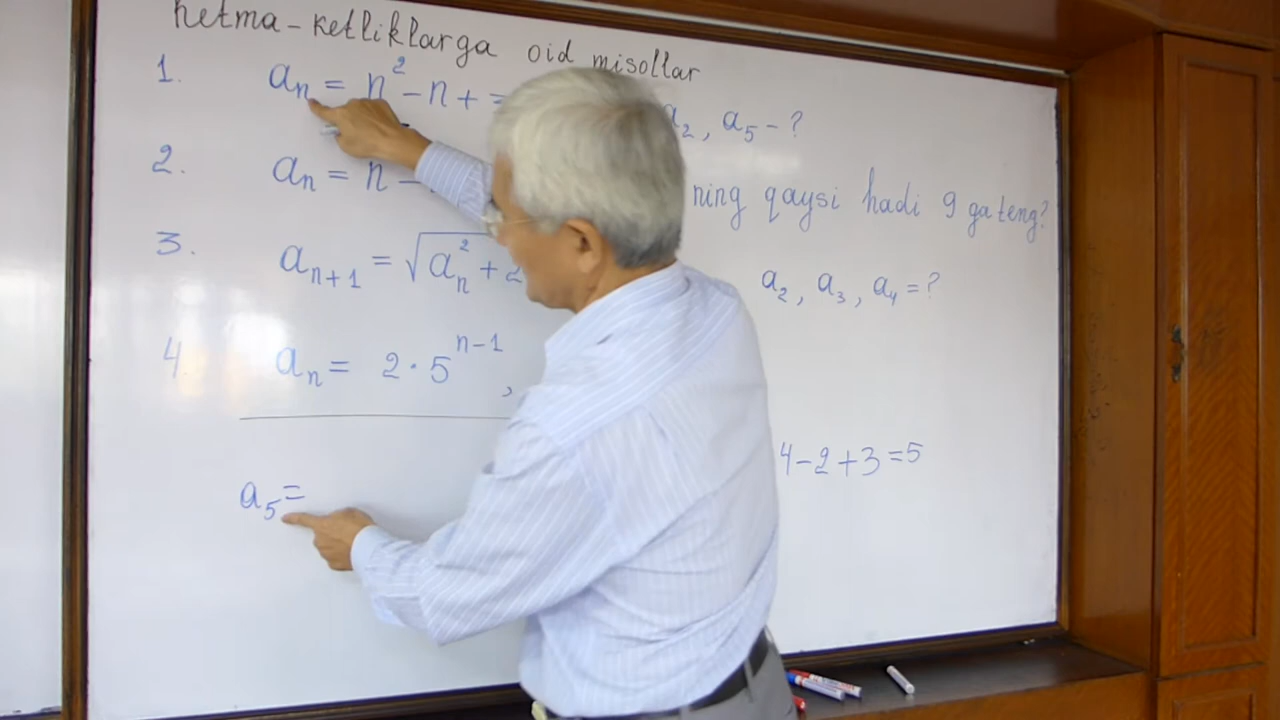 ketma-ketliklarga oid misollar
1. aₙ = n² - n + a₂, a₅ - ?
2. aₙ = n - ning qaysi hadi 9 ga teng?
3. aₙ₊₁ = √aₙ² + 2 a₂, a₃, a₄ = ?
4. aₙ = 2 · 5ⁿ⁻¹,
4-2+3=5
a₅ =